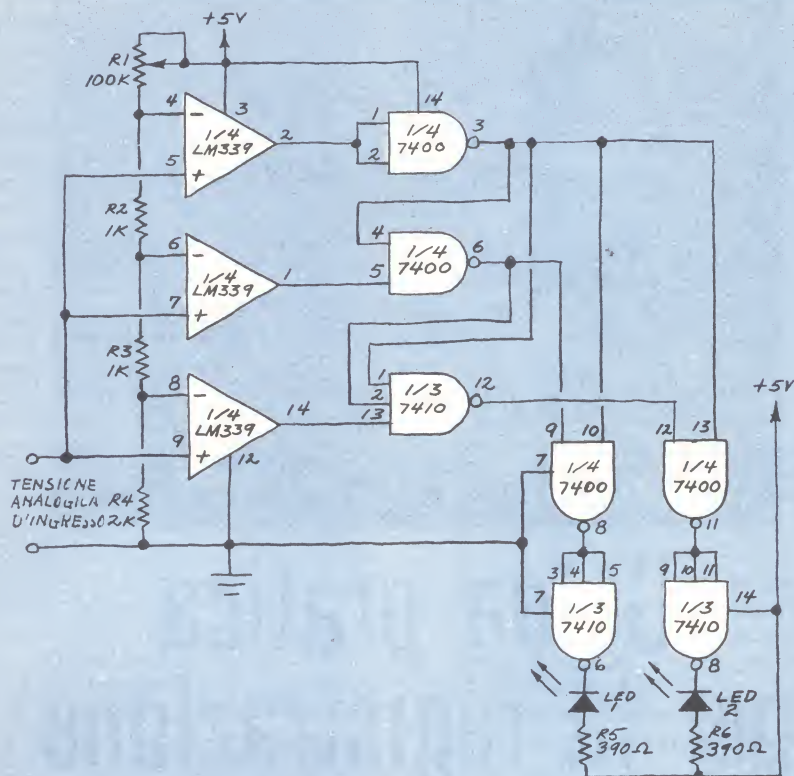 +5V
R1
100K
4
-
3
1/4
LM339
2
5
+
1
2
14
1/4
7400
3
R2
1K
6
-
1/4
LM339
1
7
+
4
5
1/4
7400
6
R3
1K
8
-
1/4
LM339
14
9
+
12
1
2
13
1/3
7410
12
+5V
TENSIONE
ANALOGICA
D'INGRESSO
R4
2K
9
10
7
1/4
7400
8
12
13
1/4
7400
11
3
4
5
7
1/3
7410
6
9
10
11
14
1/3
7410
8
LED
1
LED
2
R5
390Ω
R6
390Ω